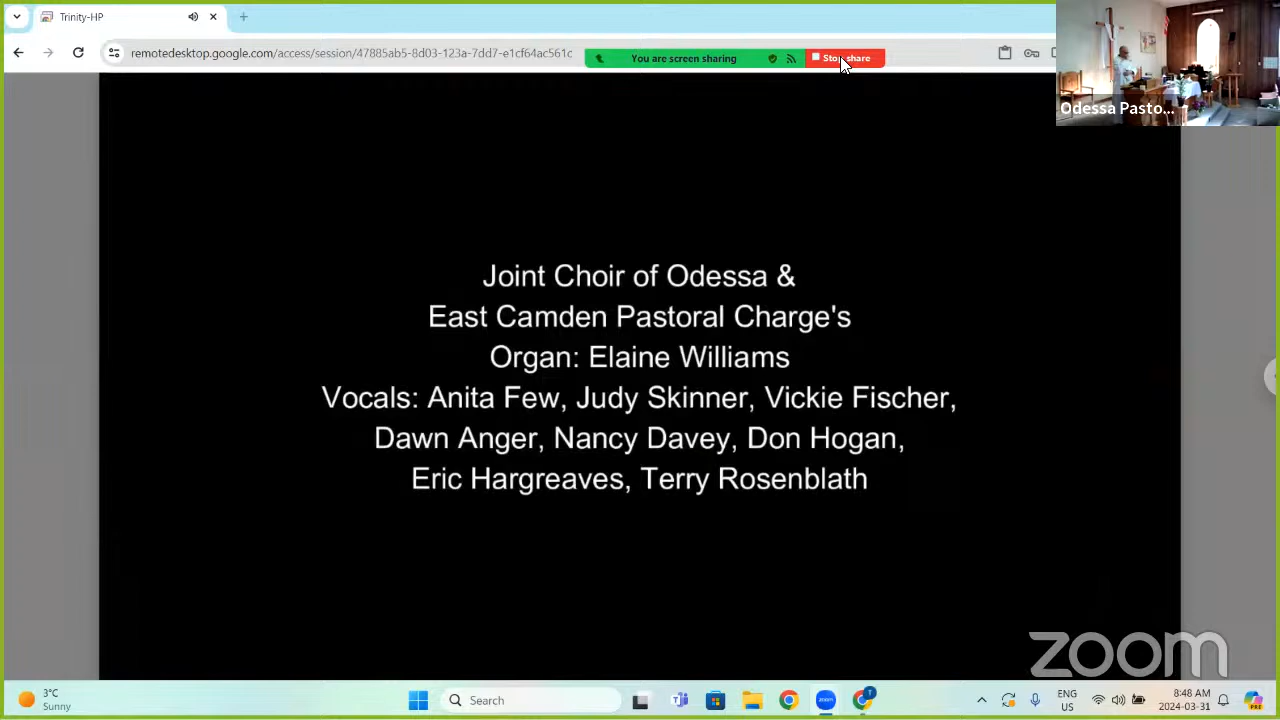 Trinity-HP
remotedesktop.google.com/access/session/47885ab5-8d03-123a-7dd7-e1cf64ac561c
You are screen sharing
Stop share
Odessa Pasto...
Joint Choir of Odessa &
East Camden Pastoral Charge's
Organ: Elaine Williams
Vocals: Anita Few, Judy Skinner, Vickie Fischer,
Dawn Anger, Nancy Davey, Don Hogan,
Eric Hargreaves, Terry Rosenblath
zoom
3°C
Sunny
Search
zoom
T
ENG
US
8:48 AM
2024-03-31
PRE